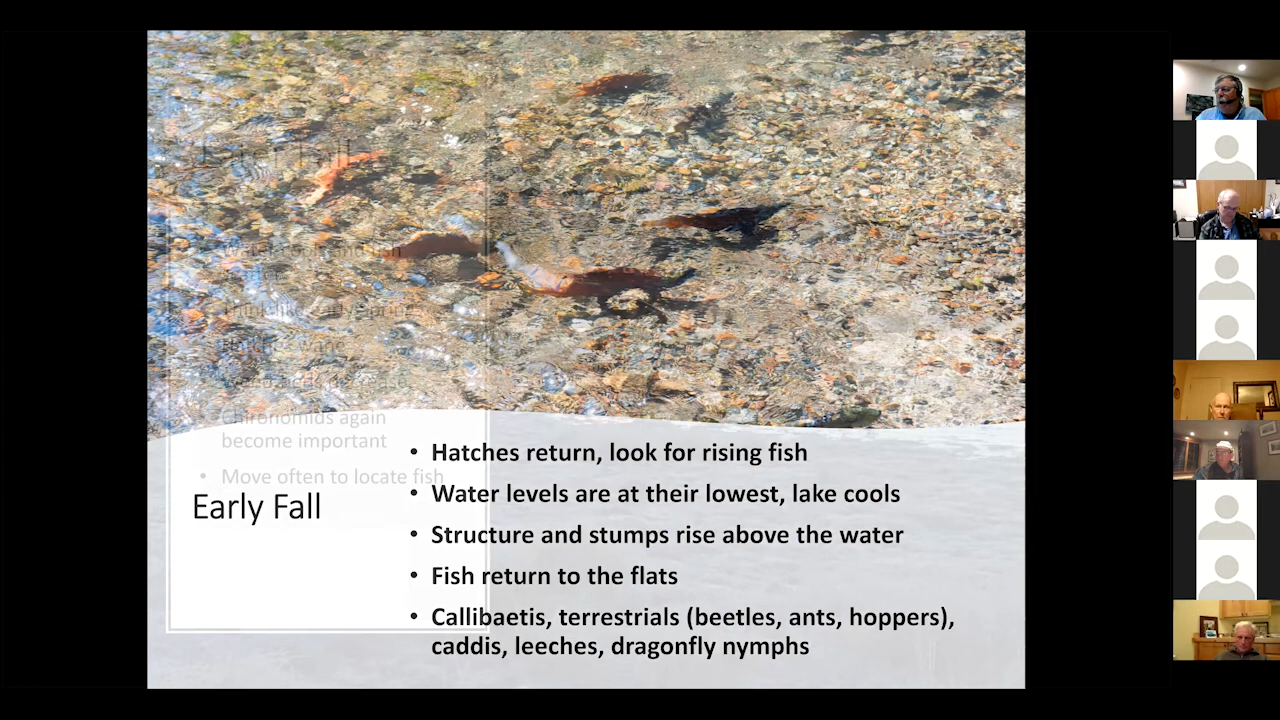 Early Fall
• Hatches return, look for rising fish
• Water levels are at their lowest, lake cools
• Structure and stumps rise above the water
• Fish return to the flats
• Callibaetis, terrestrials (beetles, ants, hoppers),
caddis, leeches, dragonfly nymphs
• Chironomids again
become important
• Move often to locate fish